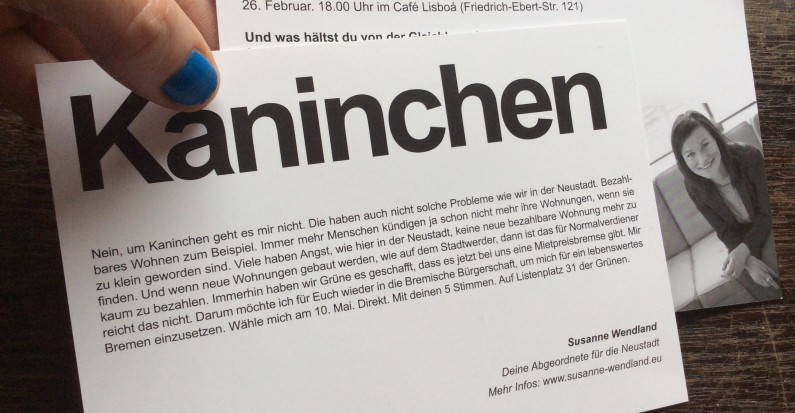 26. Februar. 18.00 Uhr im Café Lisboá (Friedrich-Ebert-Str. 121)
Und was hältst du von der
Kaninchen
Nein, um Kaninchen geht es mir nicht. Die haben auch nicht solche Probleme wie wir in der Neustadt. Bezahl-
bares Wohnen zum Beispiel. Immer mehr Menschen kündigen ja schon nicht mehr ihre Wohnungen, wenn sie
zu klein geworden sind. Viele haben Angst, wie hier in der Neustadt, keine neue bezahlbare Wohnung mehr zu
finden. Und wenn neue Wohnungen gebaut werden, wie auf dem Stadtwerder, dann ist das für Normalverdiener
kaum zu bezahlen. Immerhin haben wir Grüne es geschafft, dass es jetzt bei uns eine Mietpreisbremse gibt. Mir
reicht das nicht. Darum möchte ich für Euch wieder in die Bremische Bürgerschaft, um mich für ein lebenswertes
Bremen einzusetzen. Wähle mich am 10. Mai. Direkt. Mit deinen 5 Stimmen. Auf Listenplatz 31 der Grünen.
Susanne Wendland
Deine Abgeordnete für die Neustadt
Mehr Infos: www.susanne-wendland.eu